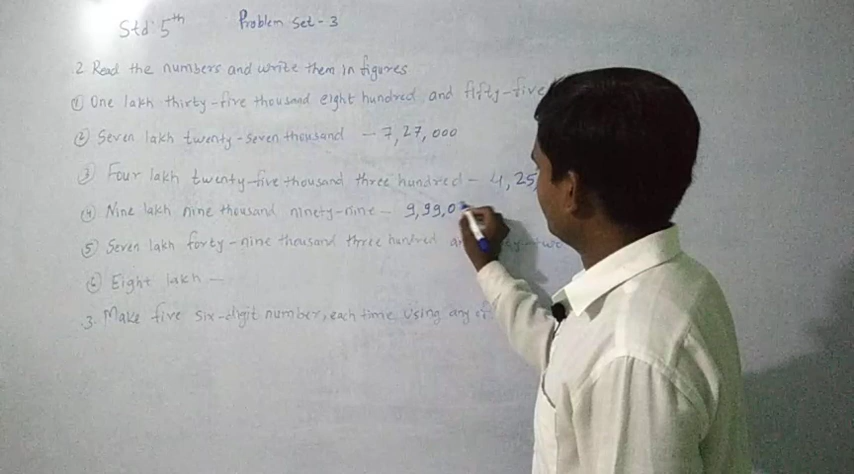 Std: 5th Problem Set - 3
2 Read the numbers and write them in figures
① One lakh thirty-five thousand eight hundred and fifty-five
② Seven lakh twenty-seven thousand - 7,27,000
③ Four lakh twenty-five thousand three hundred - 4,25,
④ Nine lakh nine thousand ninety-nine - 9,99,0
⑤ Seven lakh forty-nine thousand three hundred
⑥ Eight lakh -
3. Make five six-digit number, each time using any of